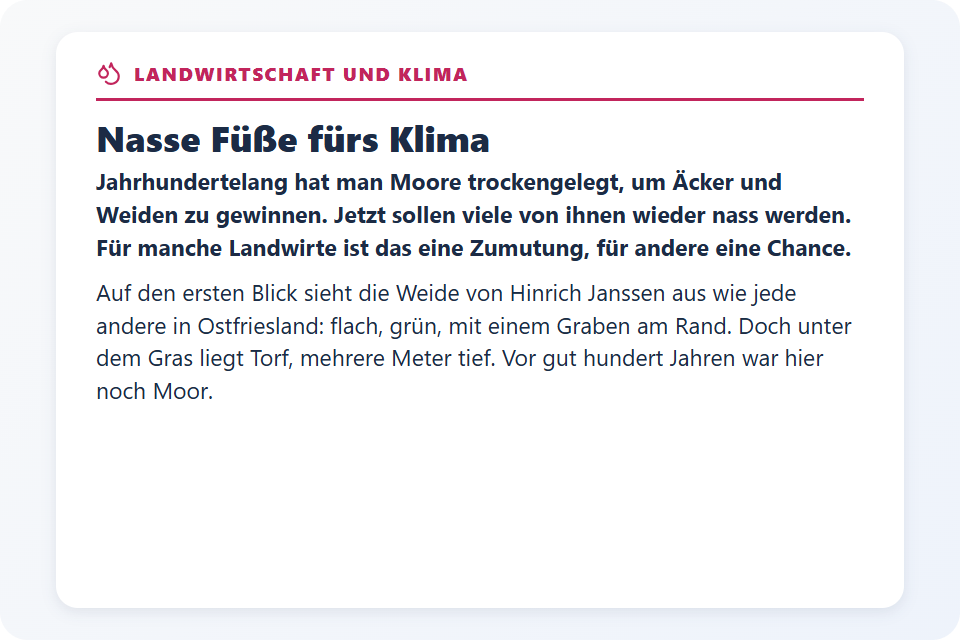 LANDWIRTSCHAFT UND KLIMA
Nasse Füße fürs Klima
Jahrhundertelang hat man Moore trockengelegt, um Äcker und
Weiden zu gewinnen. Jetzt sollen viele von ihnen wieder nass werden.
Für manche Landwirte ist das eine Zumutung, für andere eine Chance.
Auf den ersten Blick sieht die Weide von Hinrich Janssen aus wie jede
andere in Ostfriesland: flach, grün, mit einem Graben am Rand. Doch unter
dem Gras liegt Torf, mehrere Meter tief. Vor gut hundert Jahren war hier
noch Moor.